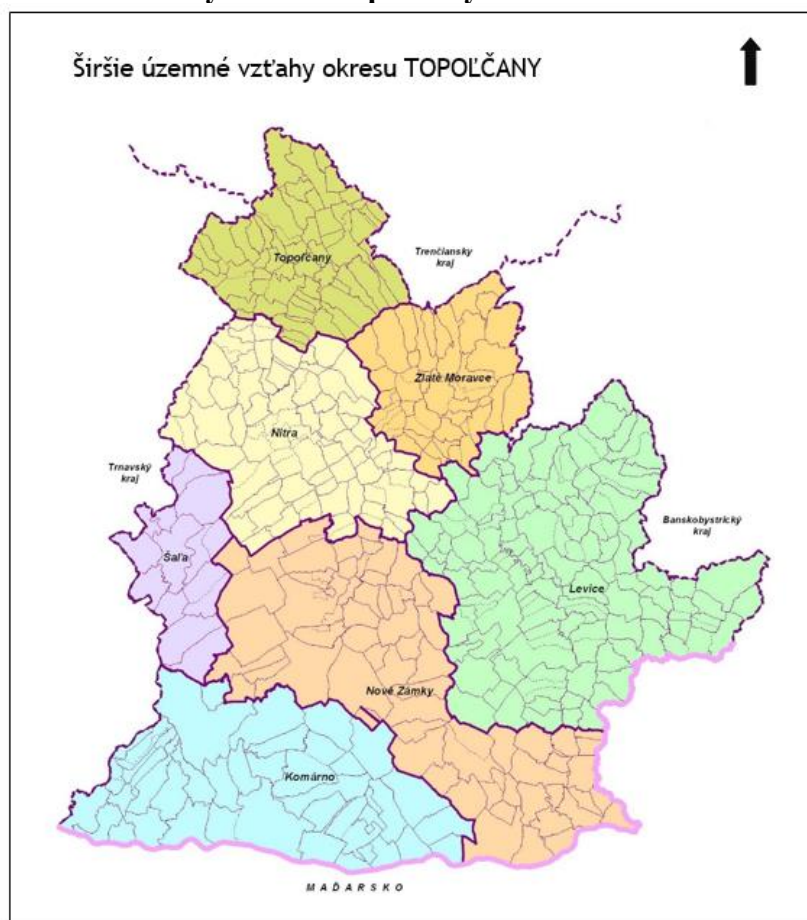 Širšie územné vzťahy okresu TOPOĽČANY
Topoľčany
Trenčiansky
kraj
Zlaté Moravce
Nitra
Trnavský
kraj
Banskobystrický
kraj
Šaľa
Levice
Nové Zámky
Komárno
MAĎARSKO